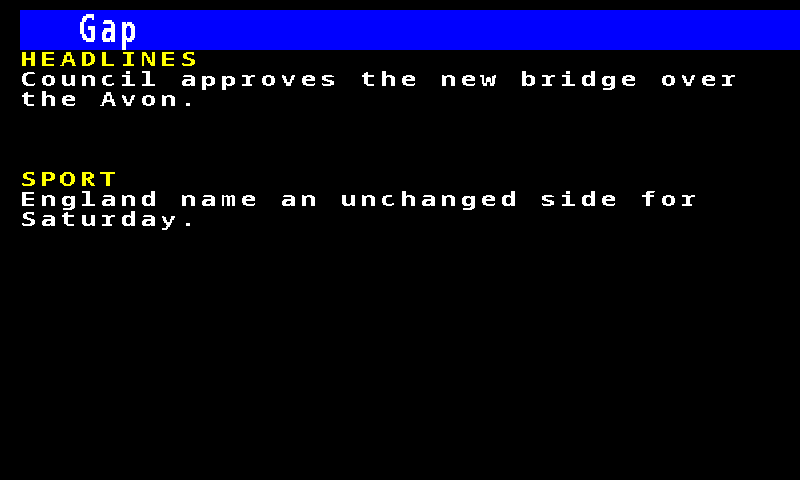 Gap
HEADLINES
Council approves the new bridge over
the Avon.
SPORT
England name an unchanged side for
Saturday.